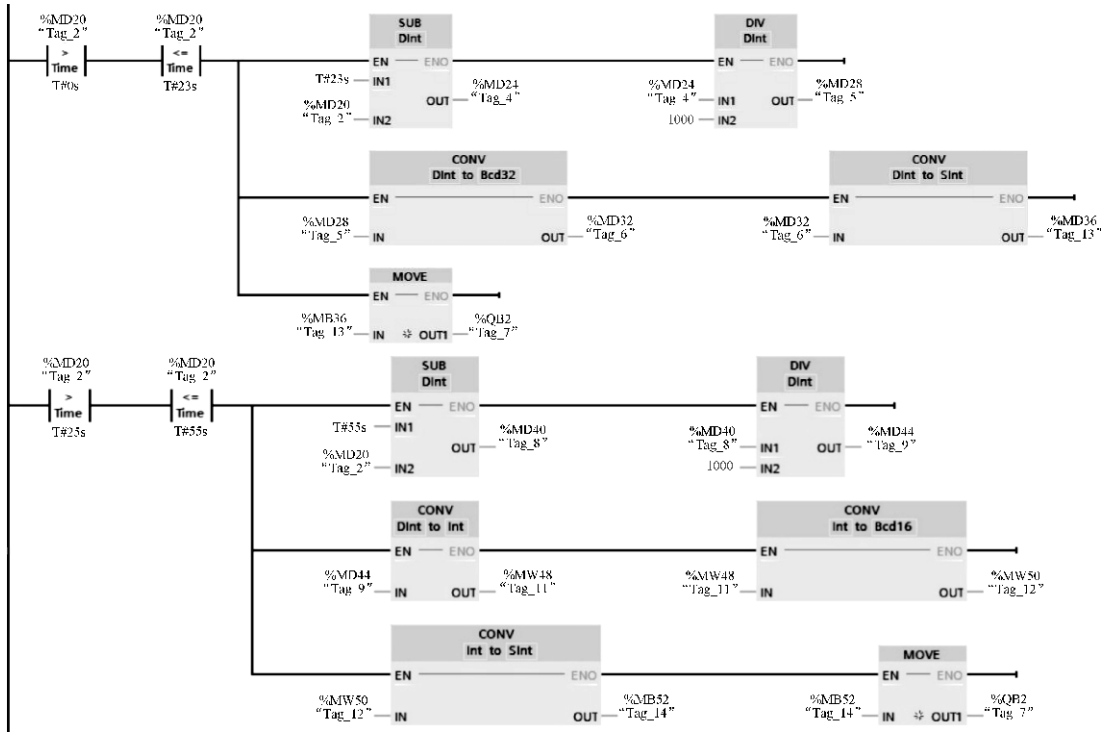 %MD20
"Tag_2"
>
Time
T#0s
%MD20
"Tag_2"
<=
Time
T#23s
SUB
DInt
EN — ENO
T#23s — IN1
%MD20
"Tag_2" — IN2
OUT — %MD24
"Tag_4"
DIV
DInt
EN — ENO
%MD24
"Tag_4" — IN1
1000 — IN2
OUT — %MD28
"Tag_5"
CONV
DInt to Bcd32
EN — ENO
%MD28
"Tag_5" — IN
OUT — %MD32
"Tag_6"
CONV
DInt to SInt
EN — ENO
%MD32
"Tag_6" — IN
OUT — %MD36
"Tag_13"
MOVE
EN — ENO
%MB36
"Tag_13" — IN
OUT1 — %QB2
"Tag_7"
%MD20
"Tag_2"
>
Time
T#25s
%MD20
"Tag_2"
<=
Time
T#55s
SUB
DInt
EN — ENO
T#55s — IN1
%MD20
"Tag_2" — IN2
OUT — %MD40
"Tag_8"
DIV
DInt
EN — ENO
%MD40
"Tag_8" — IN1
1000 — IN2
OUT — %MD44
"Tag_9"
CONV
DInt to Int
EN — ENO
%MD44
"Tag_9" — IN
OUT — %MW48
"Tag_11"
CONV
Int to Bcd16
EN — ENO
%MW48
"Tag_11" — IN
OUT — %MW50
"Tag_12"
CONV
Int to SInt
EN — ENO
%MW50
"Tag_12" — IN
OUT — %MB52
"Tag_14"
MOVE
EN — ENO
%MB52
"Tag_14" — IN
OUT1 — %QB2
"Tag_7"